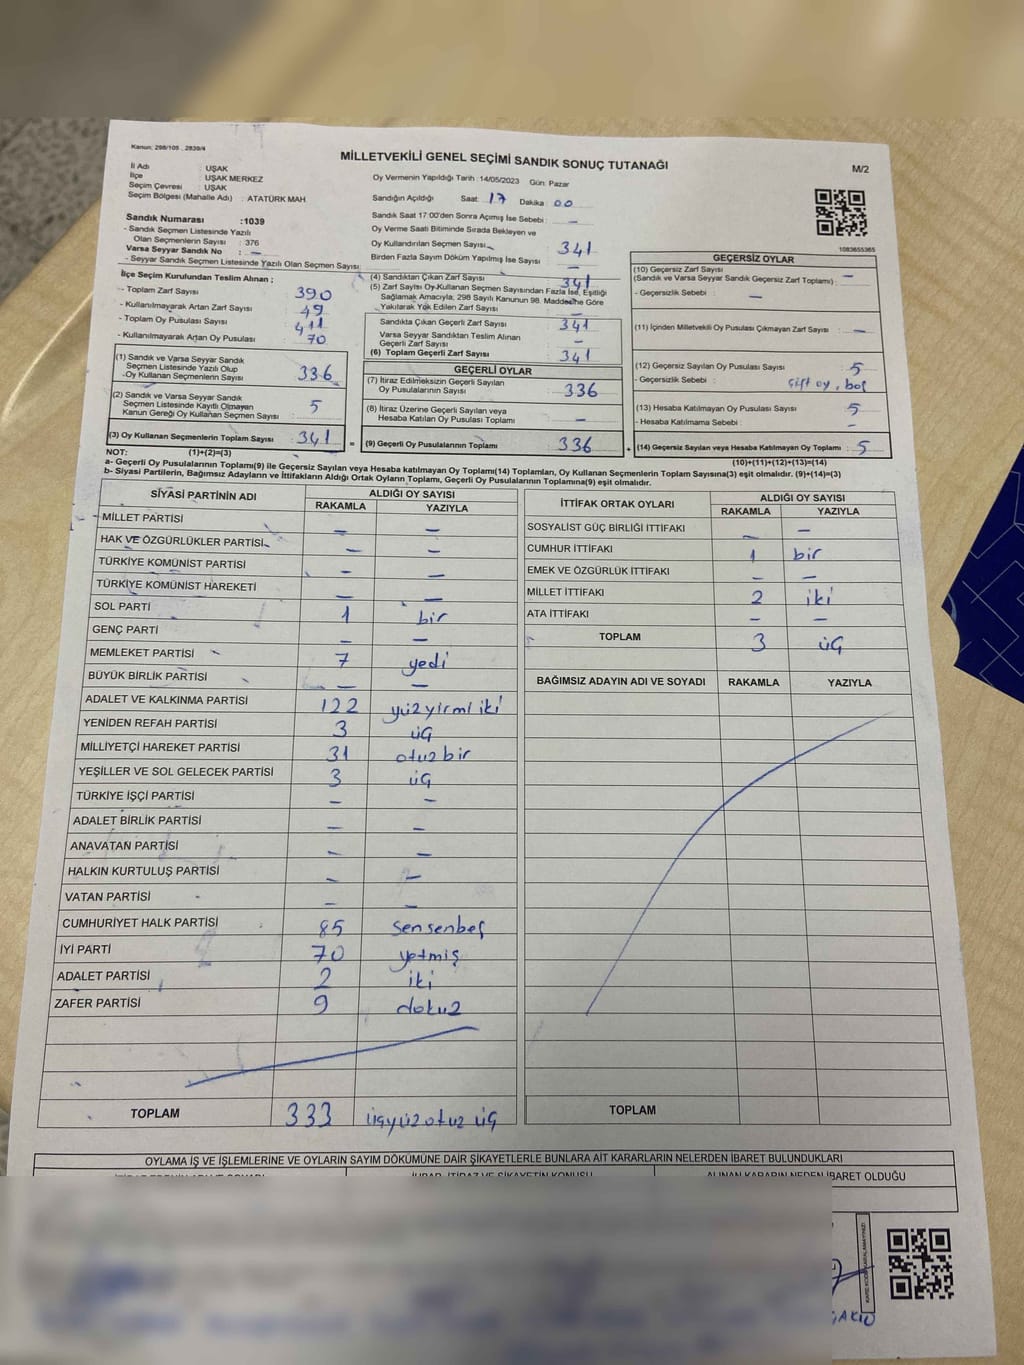 Kanun: 298/105 , 2839/4
MİLLETVEKİLİ GENEL SEÇİMİ SANDIK SONUÇ TUTANAĞI
M/2
İl Adı : UŞAK
İlçe : UŞAK MERKEZ
Seçim Çevresi : UŞAK
Seçim Bölgesi (Mahalle Adı) : ATATÜRK MAH
Oy Vermenin Yapıldığı Tarih :14/05/2023 Gün: Pazar
Sandığın Açıldığı Saat: 17 Dakika : 00
Sandık Saat 17:00'den Sonra Açımış İse Sebebi : –
Oy Verme Saati Bitiminde Sırada Bekleyen ve
Oy Kullandırılan Seçmen Sayısı : 341
Birden Fazla Sayım Döküm Yapılmış İse Sayısı –
Sandık Numarası :1039
- Sandık Seçmen Listesinde Yazılı
Olan Seçmenlerin Sayısı : 376
Varsa Seyyar Sandık No : –
- Seyyar Sandık Seçmen Listesinde Yazılı Olan Seçmen Sayısı:
1083655365
İlçe Seçim Kurulundan Teslim Alınan ;
- Toplam Zarf Sayısı 390
- Kullanılmayarak Artan Zarf Sayısı : 49
- Toplam Oy Pusulası Sayısı : 411
- Kullanılmayarak Artan Oy Pusulası : 70
(1) Sandık ve Varsa Seyyar Sandık
Seçmen Listesinde Yazılı Olup
Oy Kullanan Seçmenlerin Sayısı : 336
(2) Sandık ve Varsa Seyyar Sandık
Seçmen Listesinde Kayıtlı Olmayan
Kanun Gereği Oy Kullanan Seçmen Sayısı : 5
(3) Oy Kullanan Seçmenlerin Toplam Sayısı : 341
(4) Sandıktan Çıkan Zarf Sayısı : 341
(5) Zarf Sayısı Oy Kullanan Seçmen Sayısından Fazla İse, Eşitliği
Sağlamak Amacıyla; 298 Sayılı Kanunun 98. Maddesine Göre
Yakılarak Yok Edilen Zarf Sayısı : –
Sandıkta Çıkan Geçerli Zarf Sayısı : 341
Varsa Seyyar Sandıktan Teslim Alınan
Geçerli Zarf Sayısı : –
(6) Toplam Geçerli Zarf Sayısı : 341
GEÇERLİ OYLAR
(7) İtiraz Edilmeksizin Geçerli Sayılan
Oy Pusulalarının Sayısı : 336
(8) İtiraz Üzerine Geçerli Sayılan veya
Hesaba Katılan Oy Pusulası Toplamı : –
= (9) Geçerli Oy Pusulalarının Toplamı : 336
GEÇERSİZ OYLAR
(10) Geçersiz Zarf Sayısı
(Sandık ve Varsa Seyyar Sandık Geçersiz Zarf Toplamı) : –
- Geçersizlik Sebebi : –
(11) İçinden Milletvekili Oy Pusulası Çıkmayan Zarf Sayısı : –
(12) Geçersiz Sayılan Oy Pusulası Sayısı : 5
- Geçersizlik Sebebi : çift oy, boş
(13) Hesaba Katılmayan Oy Pusulası Sayısı : 5
- Hesaba Katılmama Sebebi : –
+ (14) Geçersiz Sayılan veya Hesaba Katılmayan Oy Toplamı : 5
NOT: (1)+(2)=(3)
(10)+(11)+(12)+(13)=(14)
a- Geçerli Oy Pusulalarının Toplamı(9) ile Geçersiz Sayılan veya Hesaba katılmayan Oy Toplamı(14) Toplamları, Oy Kullanan Seçmenlerin Toplam Sayısına(3) eşit olmalıdır. (9)+(14)=(3)
b- Siyasi Partilerin, Bağımsız Adayların ve İttifakların Aldığı Ortak Oyların Toplamı, Geçerli Oy Pusulalarının Toplamına(9) eşit olmalıdır.
SİYASİ PARTİNİN ADI ALDIĞI OY SAYISI
RAKAMLA YAZIYLA
MİLLET PARTİSİ – –
HAK VE ÖZGÜRLÜKLER PARTİSİ – –
TÜRKİYE KOMÜNİST PARTİSİ – –
TÜRKİYE KOMÜNİST HAREKETİ – –
SOL PARTİ 1 bir
GENÇ PARTİ – –
MEMLEKET PARTİSİ 7 yedi
BÜYÜK BİRLİK PARTİSİ – –
ADALET VE KALKINMA PARTİSİ 122 yüzyirmi iki
YENİDEN REFAH PARTİSİ 3 üç
MİLLİYETÇİ HAREKET PARTİSİ 31 otuz bir
YEŞİLLER VE SOL GELECEK PARTİSİ 3 üç
TÜRKİYE İŞÇİ PARTİSİ – –
ADALET BİRLİK PARTİSİ – –
ANAVATAN PARTİSİ – –
HALKIN KURTULUŞ PARTİSİ – –
VATAN PARTİSİ – –
CUMHURİYET HALK PARTİSİ 85 sensenbeş
İYİ PARTİ 70 yetmiş
ADALET PARTİSİ 2 iki
ZAFER PARTİSİ 9 dokuz
TOPLAM 333 üçyüz otuz üç
İTTİFAK ORTAK OYLARI ALDIĞI OY SAYISI
RAKAMLA YAZIYLA
SOSYALİST GÜÇ BİRLİĞİ İTTİFAKI – –
CUMHUR İTTİFAKI 1 bir
EMEK VE ÖZGÜRLÜK İTTİFAKI – –
MİLLET İTTİFAKI 2 iki
ATA İTTİFAKI – –
TOPLAM 3 üç
BAĞIMSIZ ADAYIN ADI VE SOYADI RAKAMLA YAZIYLA
TOPLAM
OYLAMA İŞ VE İŞLEMLERİNE VE OYLARIN SAYIM DÖKÜMÜNE DAİR ŞİKAYETLERLE BUNLARA AİT KARARLARIN NELERDEN İBARET BULUNDUKLARI
İHBAR, İTİRAZ VE ŞİKAYETİN KONUSU ALINAN KARARIN NEDEN İBARET OLDUĞU